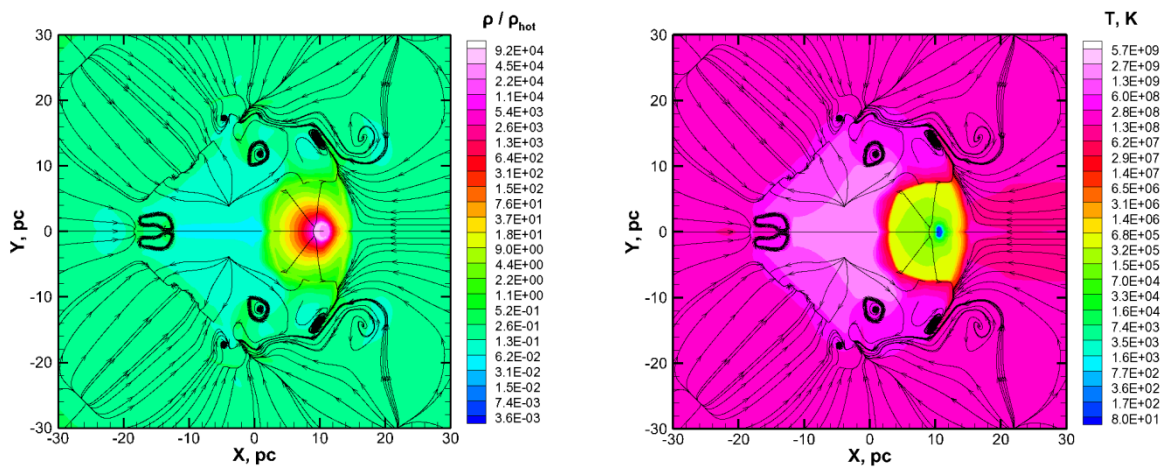 ρ / ρhot
9.2E+04
4.5E+04
2.2E+04
1.1E+04
5.4E+03
2.6E+03
1.3E+03
6.4E+02
3.1E+02
1.5E+02
7.6E+01
3.7E+01
1.8E+01
9.0E+00
4.4E+00
2.2E+00
1.1E+00
5.2E-01
2.6E-01
1.3E-01
6.2E-02
3.1E-02
1.5E-02
7.4E-03
3.6E-03
Y, pc
30
20
10
0
-10
-20
-30
-30 -20 -10 0 10 20 30
X, pc
T, K
5.7E+09
2.7E+09
1.3E+09
6.0E+08
2.8E+08
1.3E+08
6.2E+07
2.9E+07
1.4E+07
6.5E+06
3.1E+06
1.4E+06
6.8E+05
3.2E+05
1.5E+05
7.0E+04
3.3E+04
1.6E+04
7.4E+03
3.5E+03
1.6E+03
7.7E+02
3.6E+02
1.7E+02
8.0E+01
Y, pc
30
20
10
0
-10
-20
-30
-30 -20 -10 0 10 20 30
X, pc